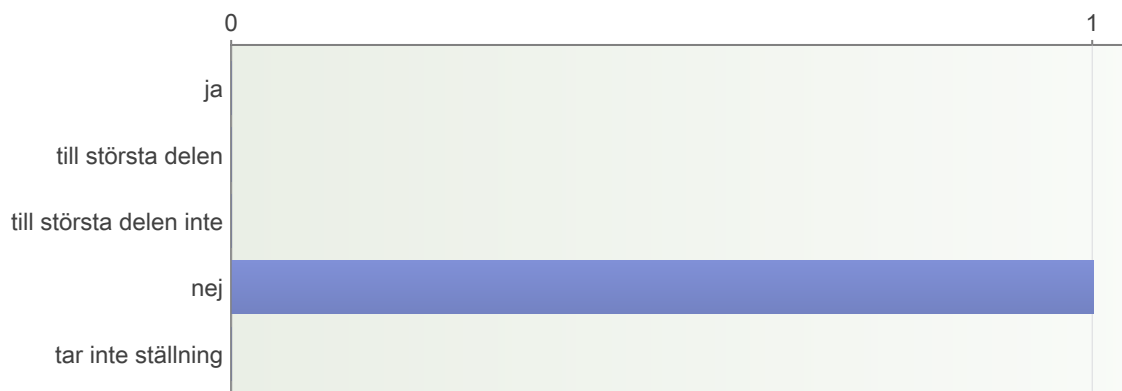 0 1
ja
till största delen
till största delen inte
nej
tar inte ställning